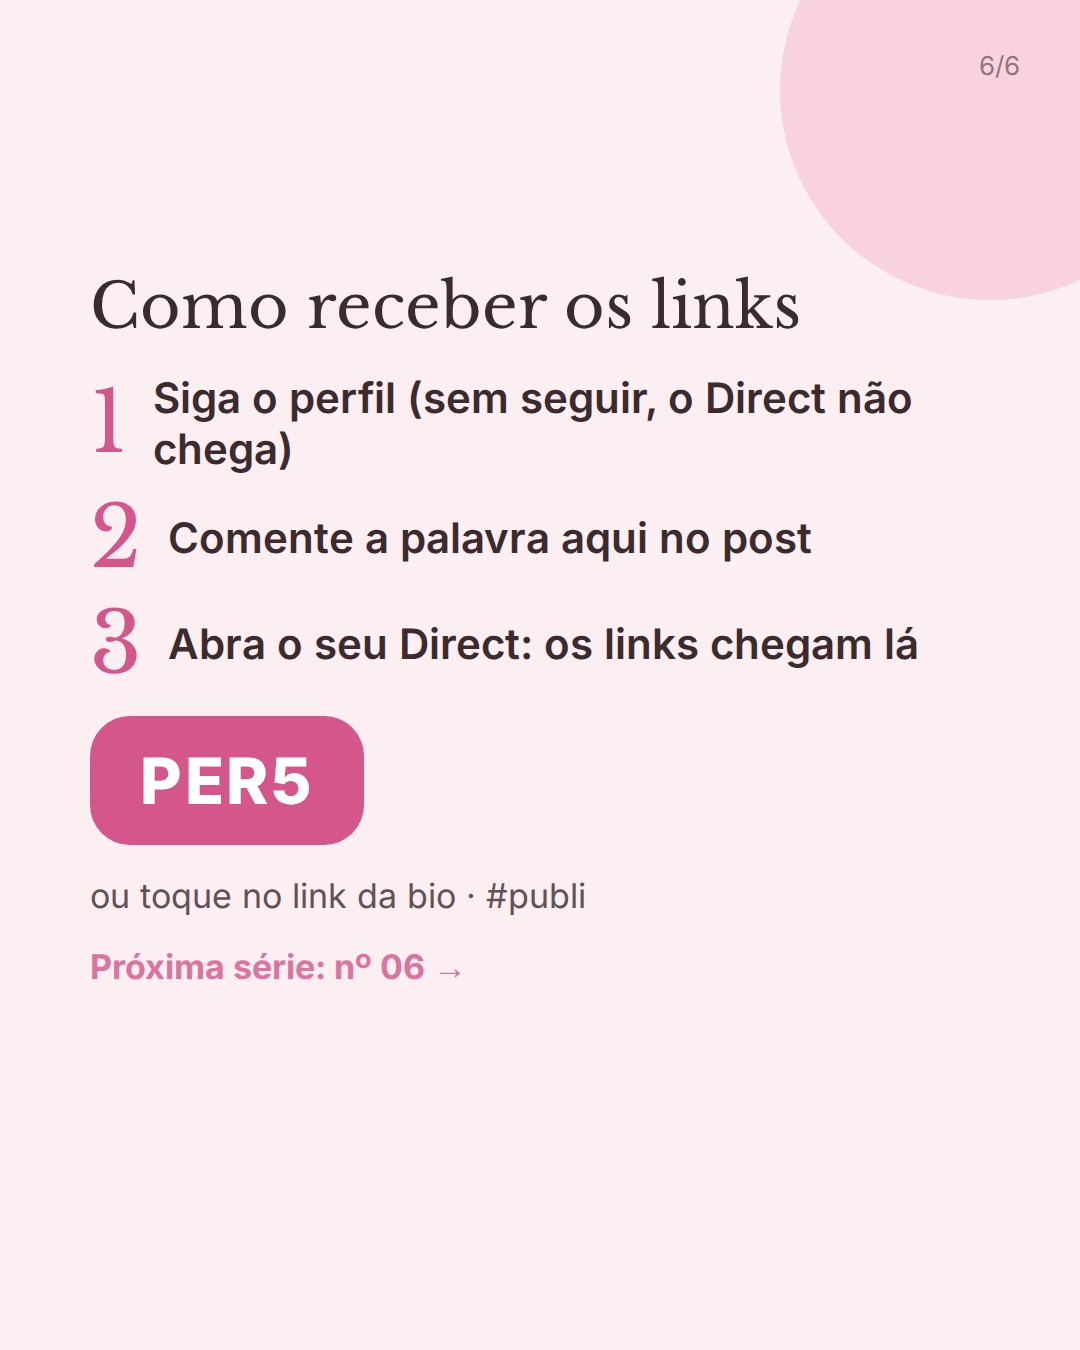 6/6
Como receber os links
1 Siga o perfil (sem seguir, o Direct não
chega)
2 Comente a palavra aqui no post
3 Abra o seu Direct: os links chegam lá
PER5
ou toque no link da bio · #publi
Próxima série: nº 06 →